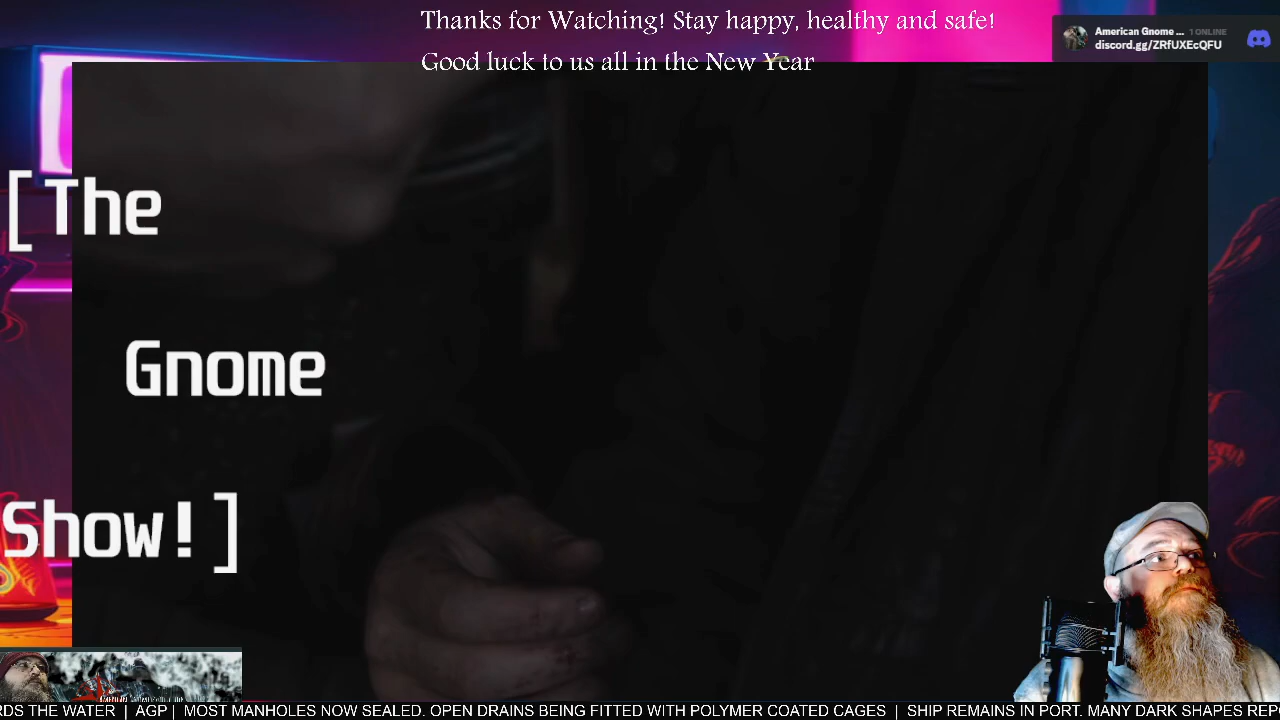 Thanks for Watching! Stay happy, healthy and safe!
Good luck to us all in the New Year
American Gnome ... 1 ONLINE
discord.gg/ZRfUXEcQFU
[The
Gnome
Show!]
RDS THE WATER | AGP | MOST MANHOLES NOW SEALED. OPEN DRAINS BEING FITTED WITH POLYMER COATED CAGES | SHIP REMAINS IN PORT. MANY DARK SHAPES REP